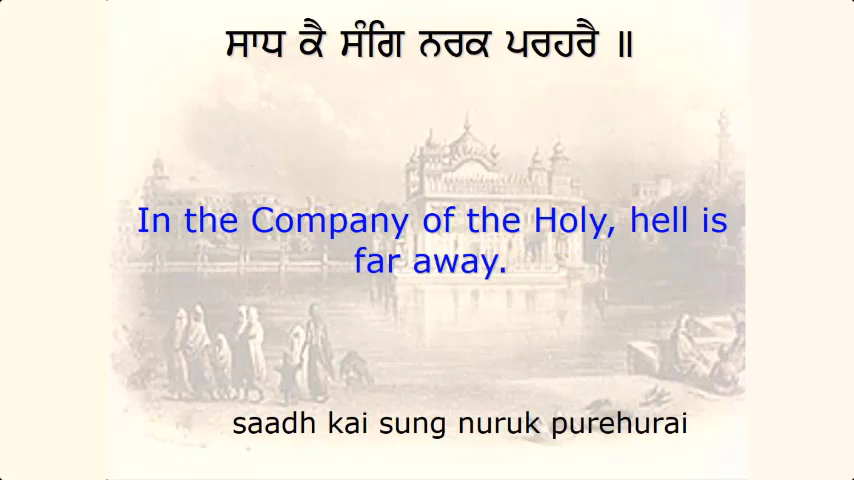 ਸਾਧ ਕੈ ਸੰਗਿ ਨਰਕ ਪਰਹਰੈ ॥
In the Company of the Holy, hell is
far away.
saadh kai sung nuruk purehurai